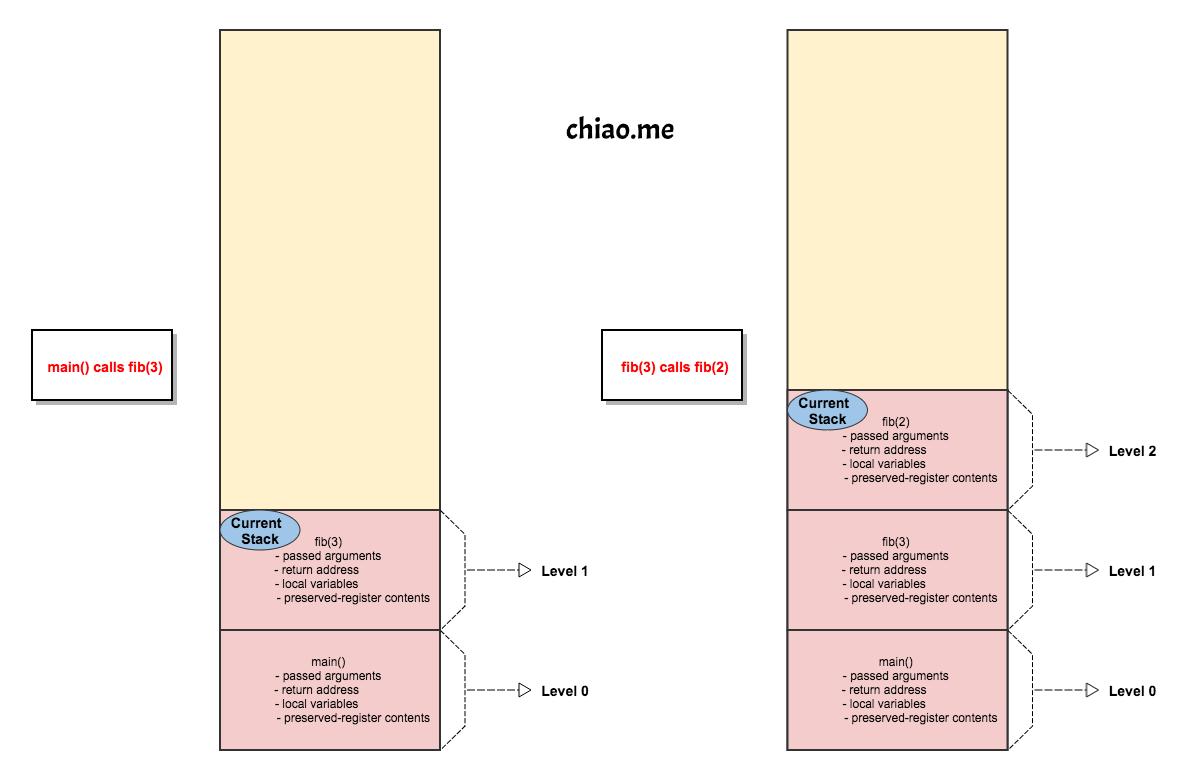 chiao.me
main() calls fib(3)
Current
Stack
fib(3)
- passed arguments
- return address
- local variables
- preserved-register contents
Level 1
main()
- passed arguments
- return address
- local variables
- preserved-register contents
Level 0
fib(3) calls fib(2)
Current
Stack
fib(2)
- passed arguments
- return address
- local variables
- preserved-register contents
Level 2
fib(3)
- passed arguments
- return address
- local variables
- preserved-register contents
Level 1
main()
- passed arguments
- return address
- local variables
- preserved-register contents
Level 0